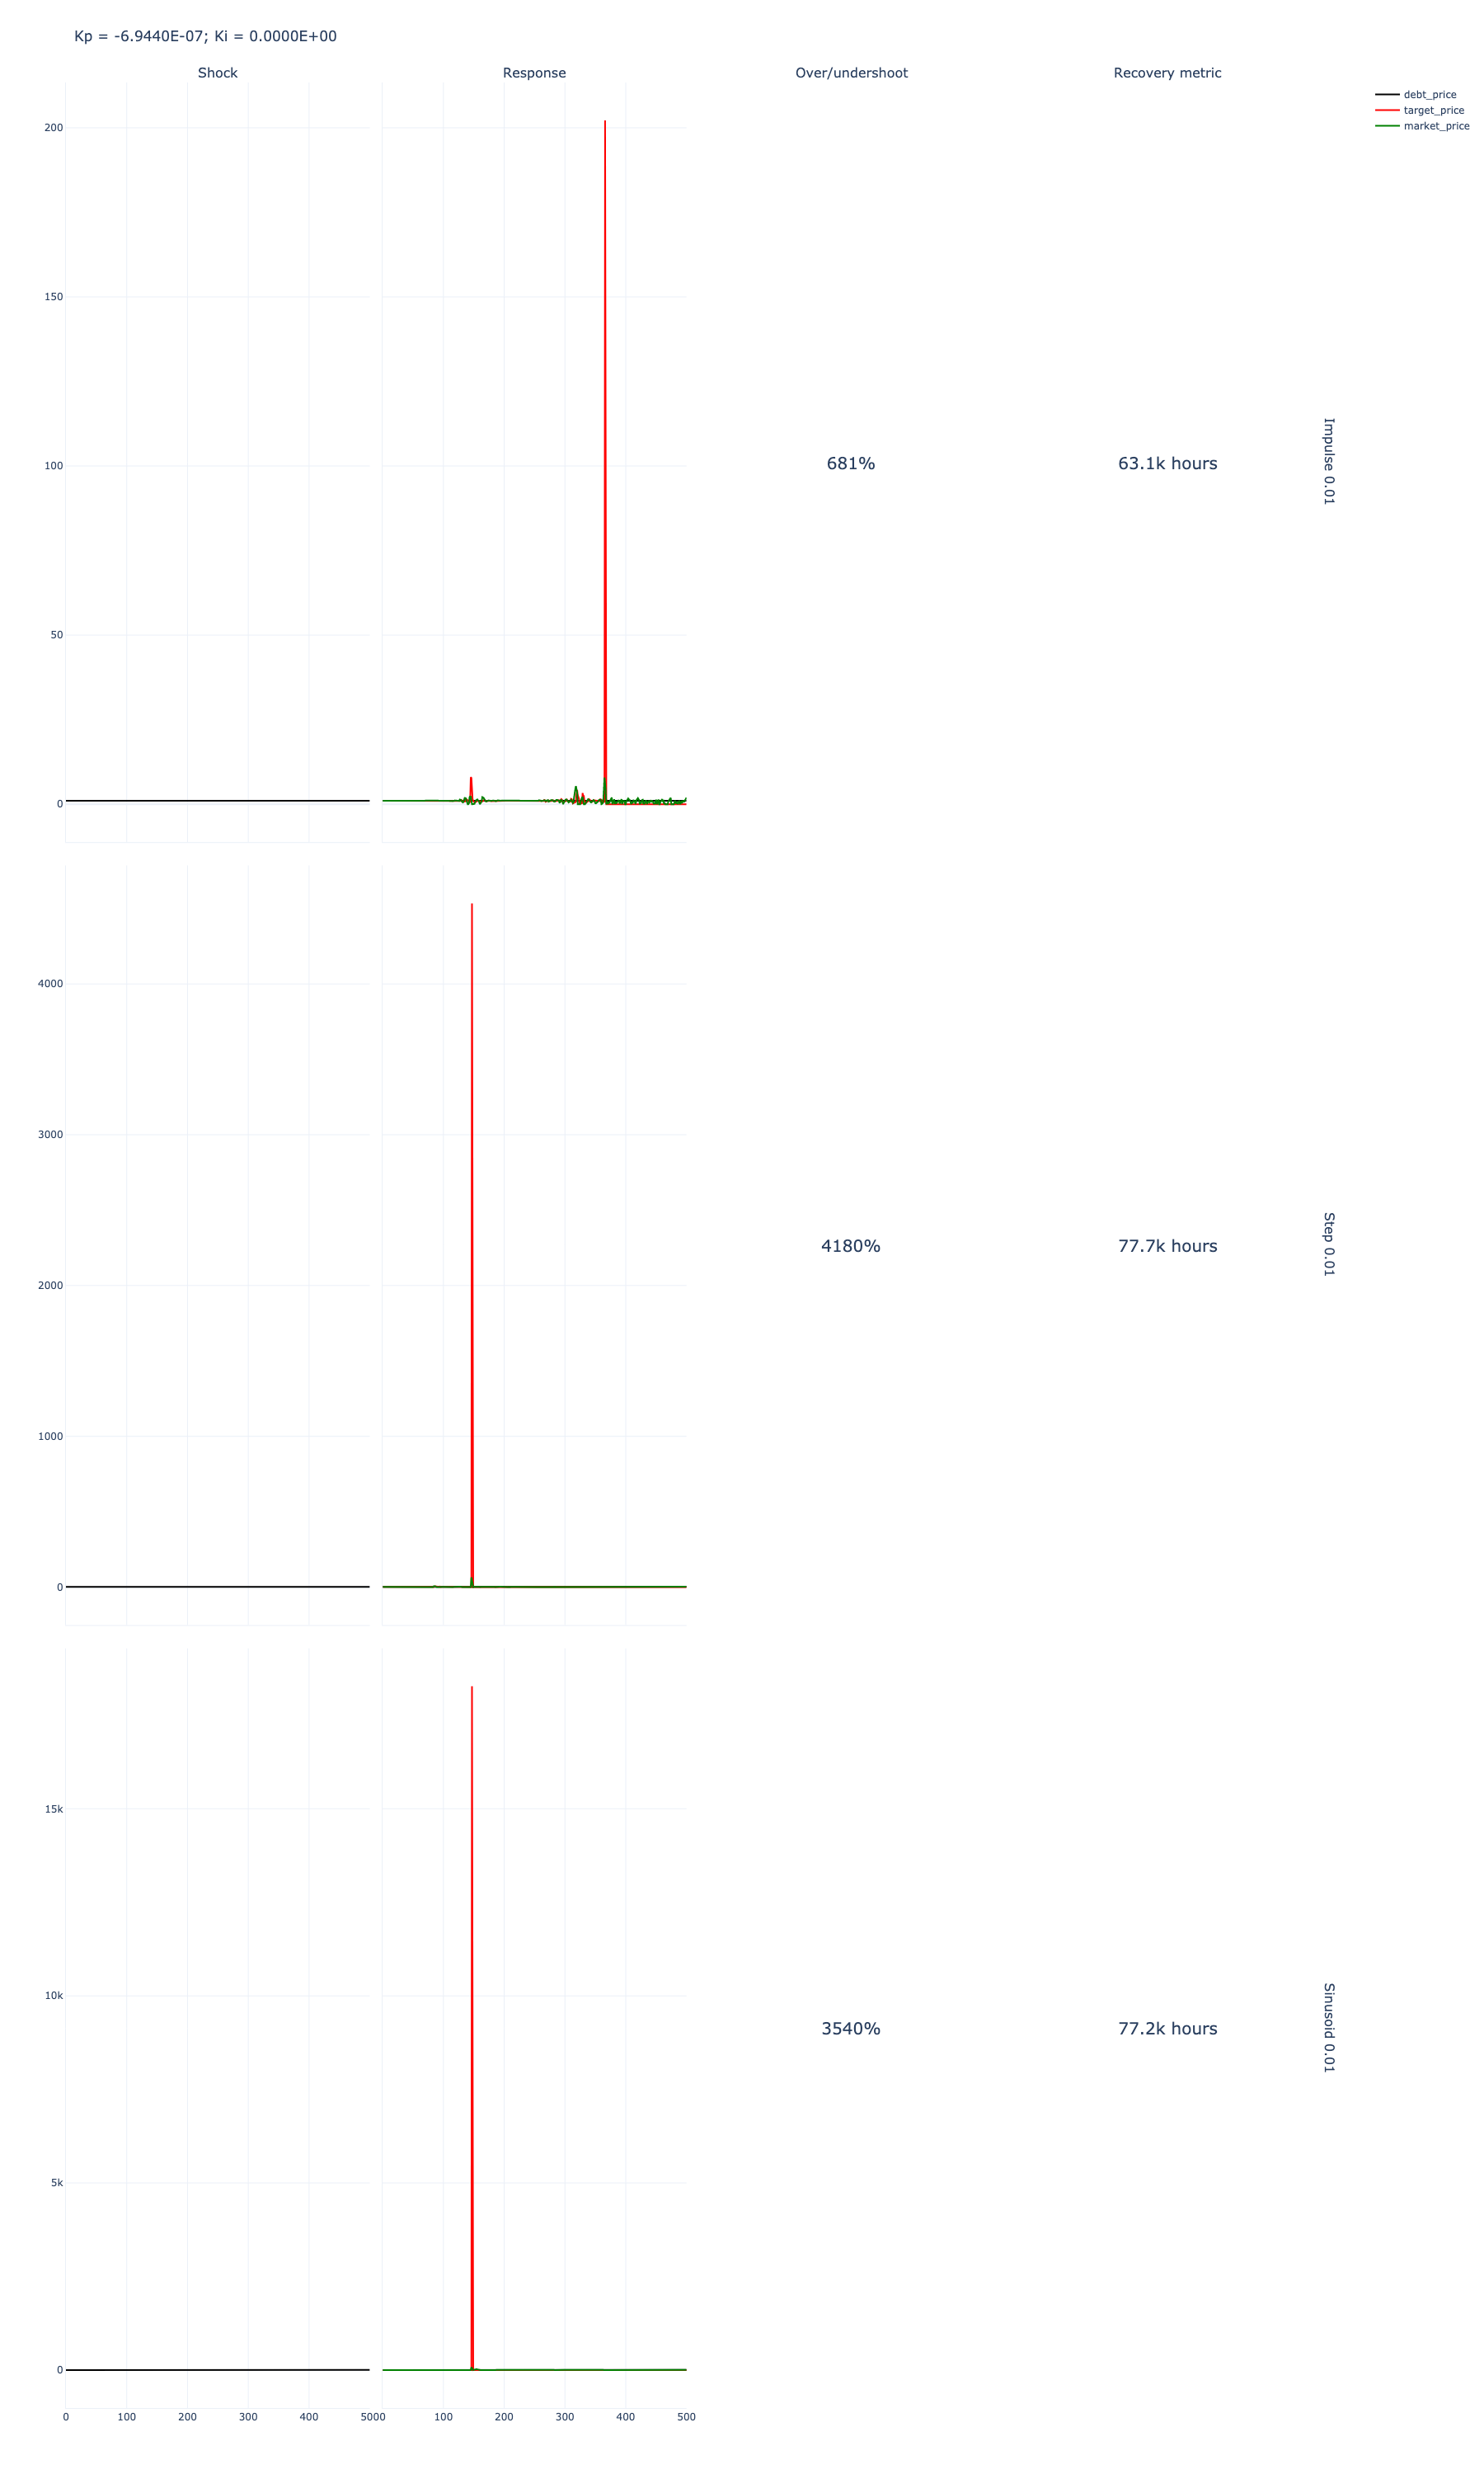 Kp = -6.9440E-07; Ki = 0.0000E+00
Shock
Response
Over/undershoot
Recovery metric
debt_price
target_price
market_price
200
150
100
50
0
681%
63.1k hours
Impulse 0.01
4000
3000
2000
1000
0
4180%
77.7k hours
Step 0.01
15k
10k
5k
0
3540%
77.2k hours
Sinusoid 0.01
0 100 200 300 400 500 0 100 200 300 400 500